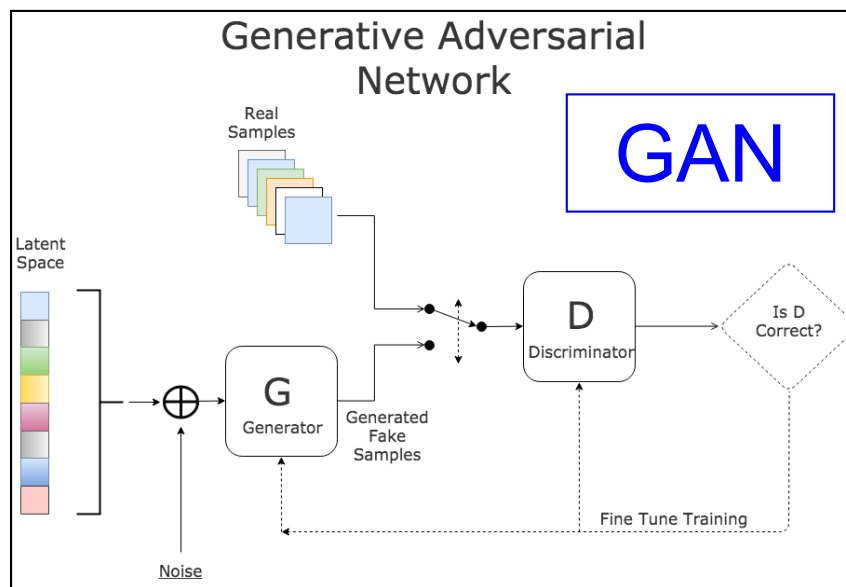 Generative Adversarial
Network
GAN
Real
Samples
Latent
Space
D
Discriminator
Is D
Correct?
G
Generator
Generated
Fake
Samples
Fine Tune Training
Noise